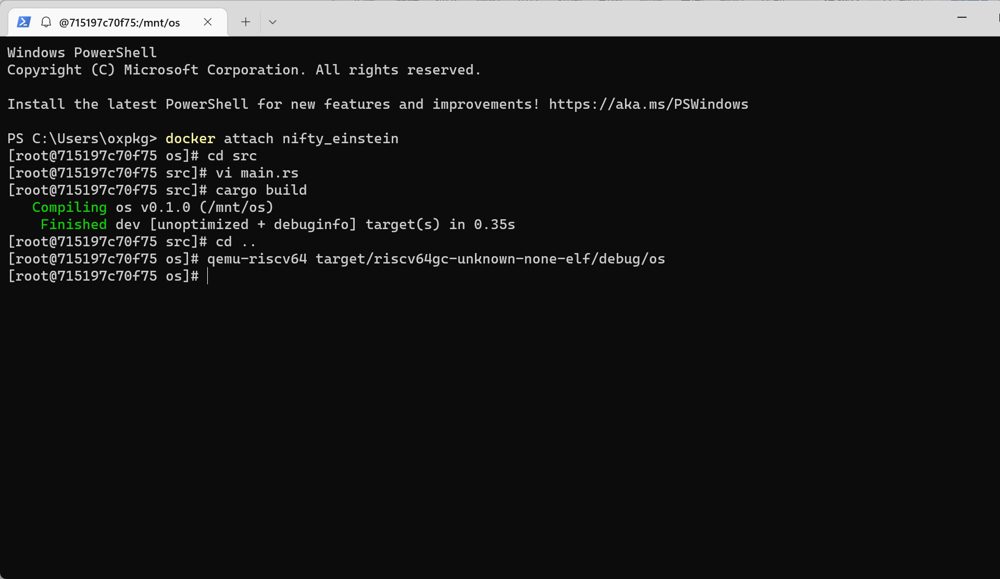 @715197c70f75:/mnt/os
Windows PowerShell
Copyright (C) Microsoft Corporation. All rights reserved.
Install the latest PowerShell for new features and improvements! https://aka.ms/PSWindows
PS C:\Users\oxpkg> docker attach nifty_einstein
[root@715197c70f75 os]# cd src
[root@715197c70f75 src]# vi main.rs
[root@715197c70f75 src]# cargo build
   Compiling os v0.1.0 (/mnt/os)
    Finished dev [unoptimized + debuginfo] target(s) in 0.35s
[root@715197c70f75 src]# cd ..
[root@715197c70f75 os]# qemu-riscv64 target/riscv64gc-unknown-none-elf/debug/os
[root@715197c70f75 os]#